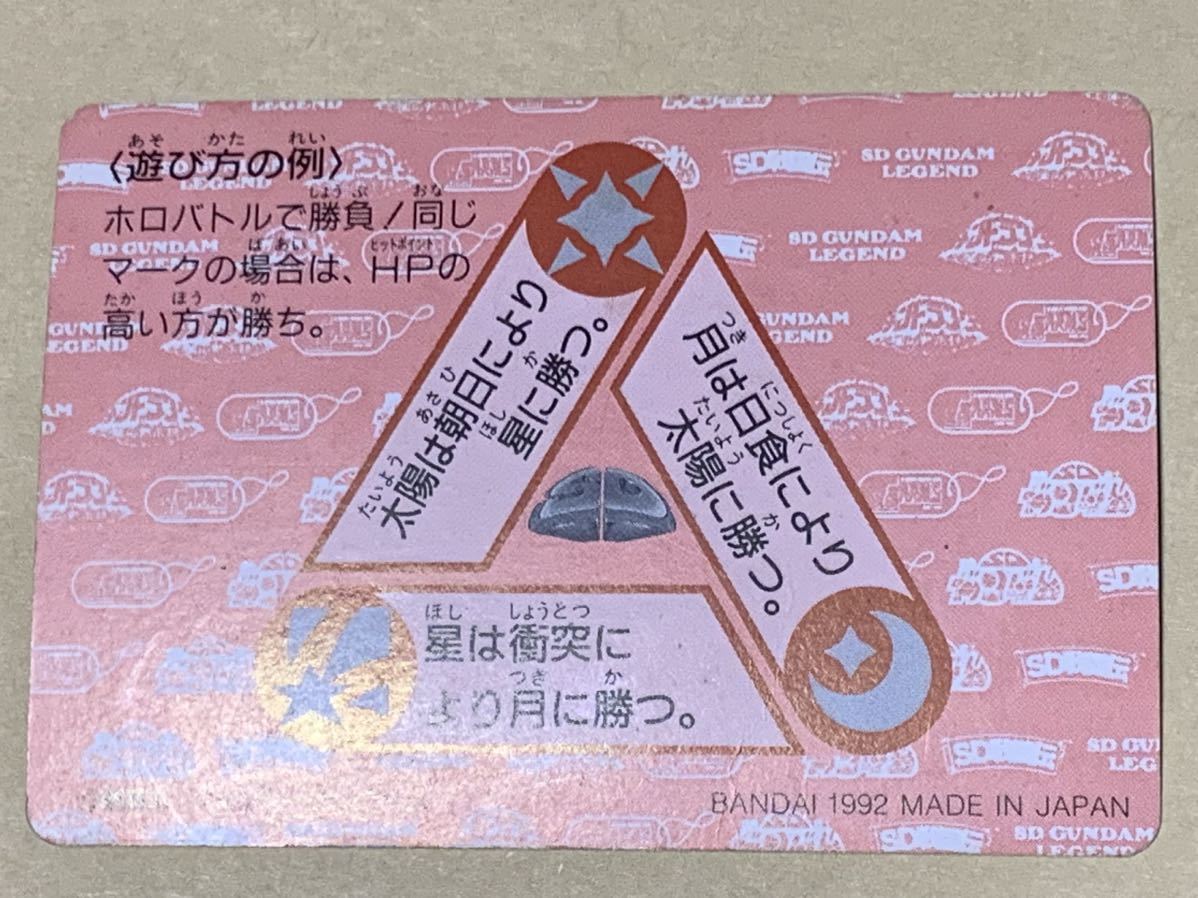 〈遊び方の例〉
ホロバトルで勝負!同じ
マークの場合は、HPの
高い方が勝ち。
太陽は朝日により
星に勝つ。
月は日食により
太陽に勝つ。
星は衝突に
より月に勝つ。
BANDAI 1992 MADE IN JAPAN
SD GUNDAM
LEGEND